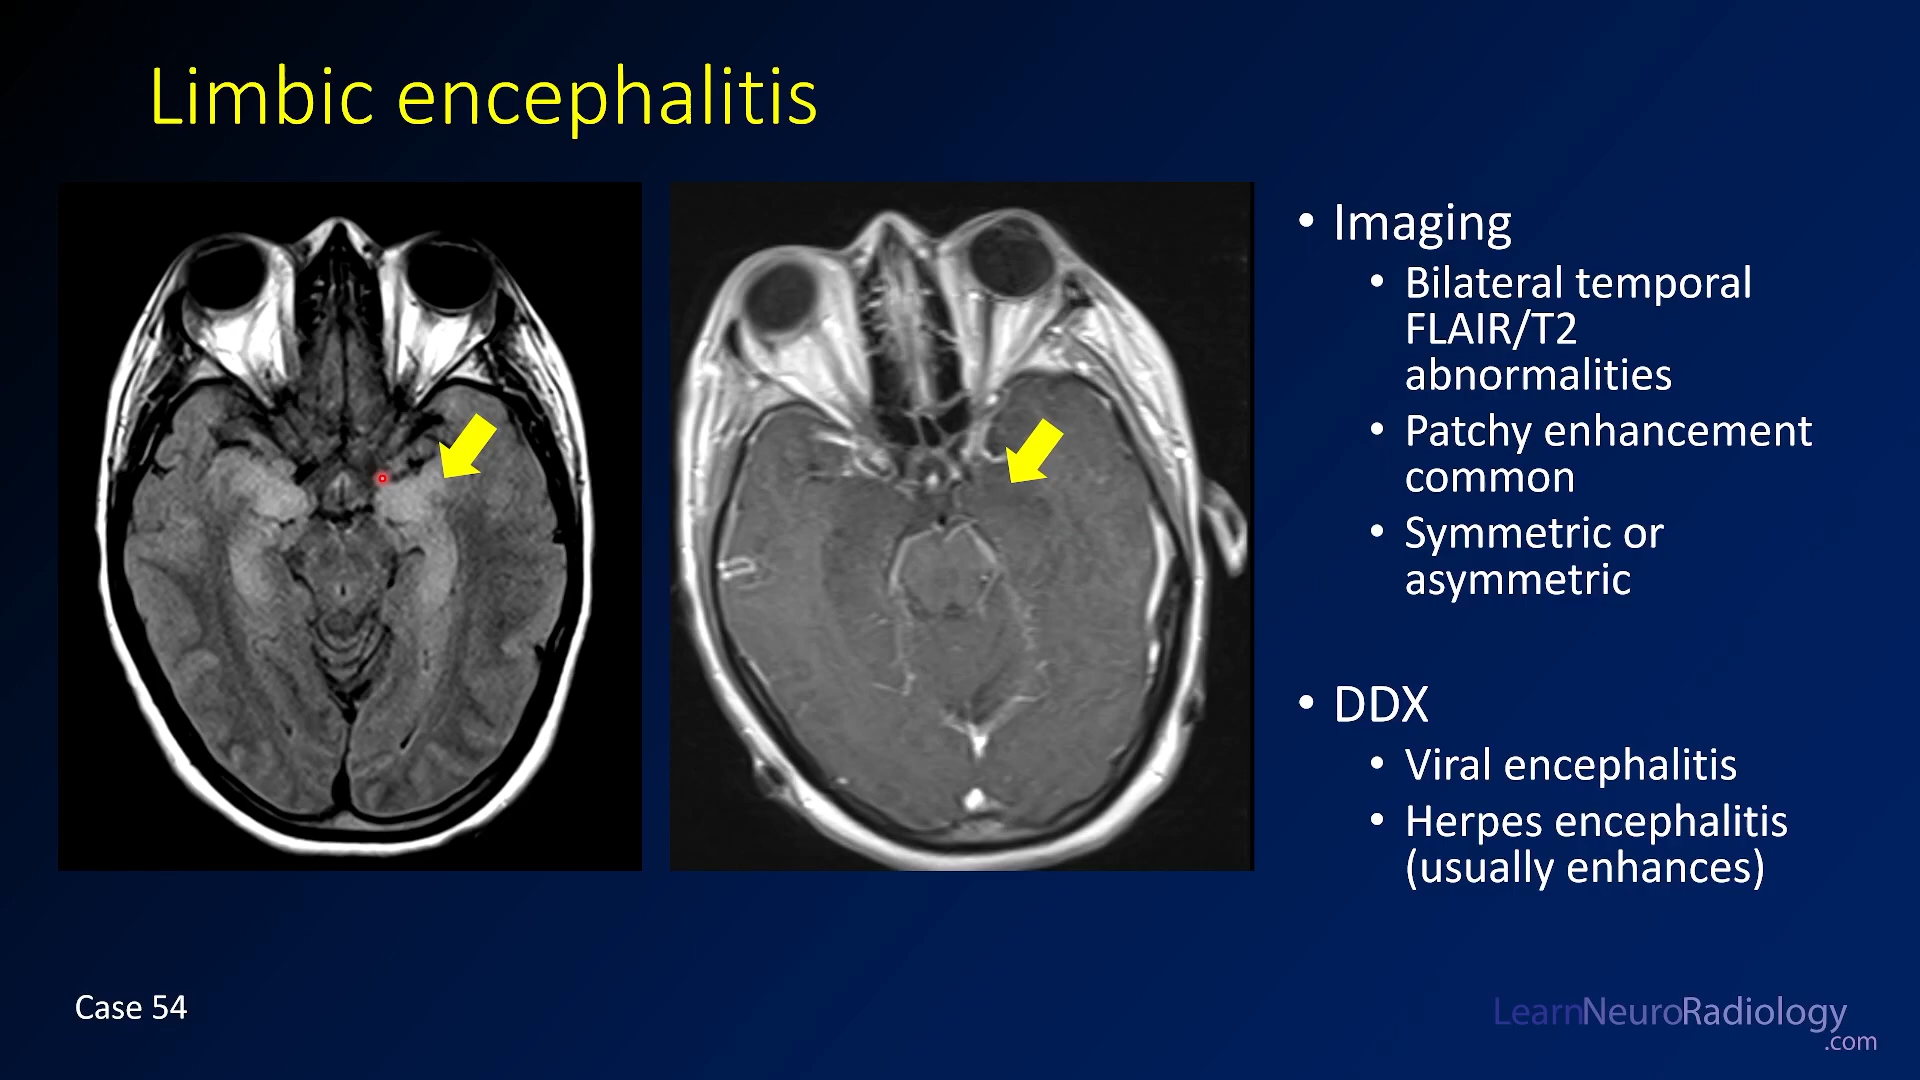 Limbic encephalitis
• Imaging
• Bilateral temporal
FLAIR/T2
abnormalities
• Patchy enhancement
common
• Symmetric or
asymmetric
• DDX
• Viral encephalitis
• Herpes encephalitis
(usually enhances)
Case 54
LearnNeuroRadiology
.com